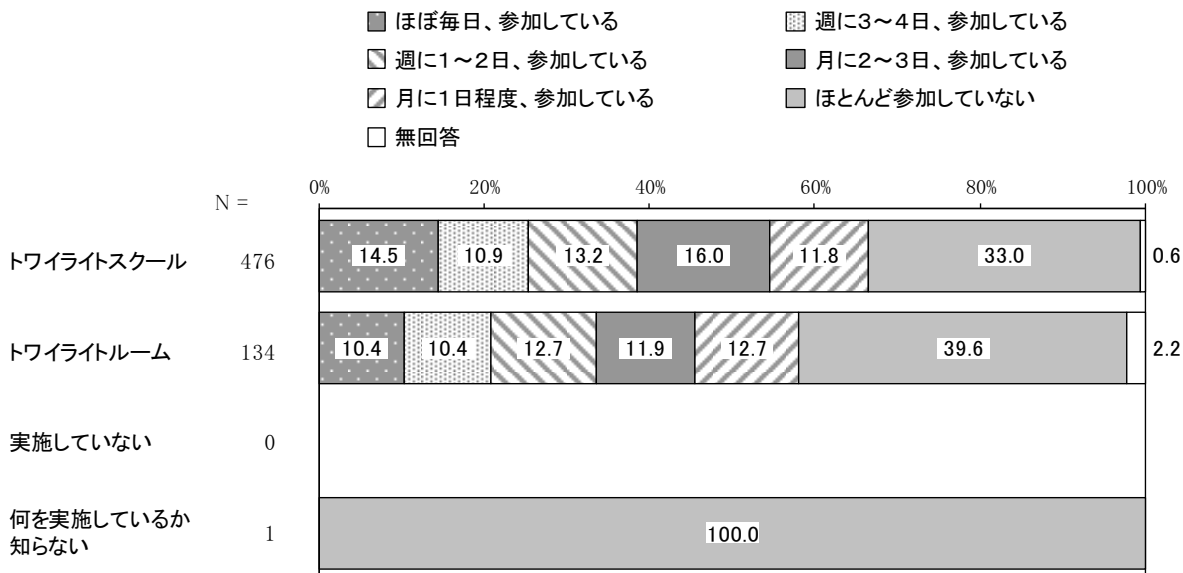 ほぼ毎日、参加している
週に3～4日、参加している
週に1～2日、参加している
月に2～3日、参加している
月に1日程度、参加している
ほとんど参加していない
無回答
N =
0%
20%
40%
60%
80%
100%
トワイライトスクール 476 14.5 10.9 13.2 16.0 11.8 33.0 0.6
トワイライトルーム 134 10.4 10.4 12.7 11.9 12.7 39.6 2.2
実施していない 0
何を実施しているか
知らない 1 100.0